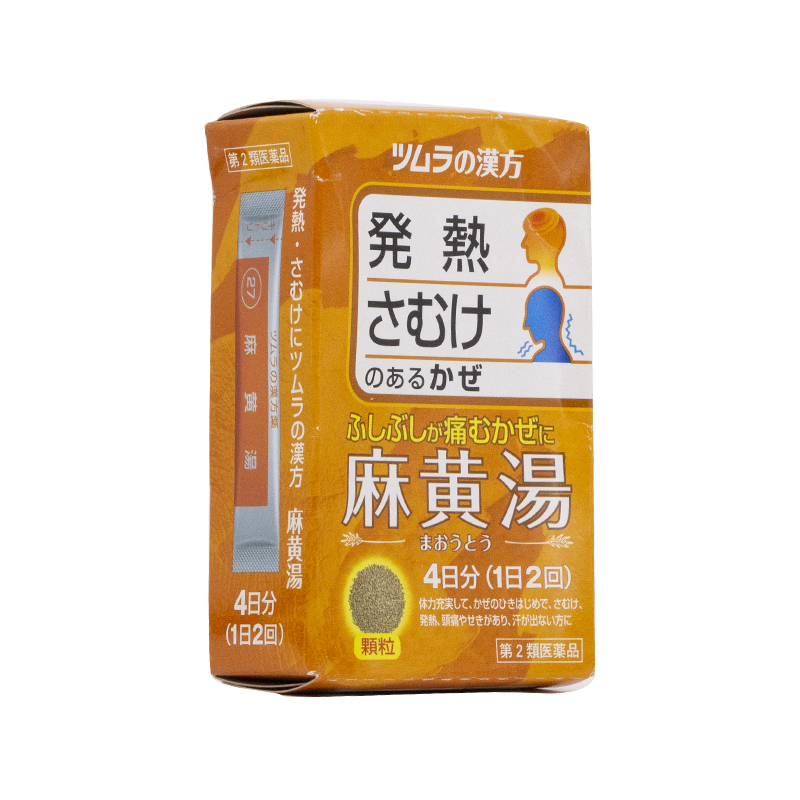 第2類医薬品
発熱・さむけにツムラの漢方 麻黄湯
27
麻黄湯
ツムラの漢方薬
4日分
(1日2回)
ツムラの漢方
発熱
さむけ
のあるかぜ
ふしぶしが痛むかぜに
麻黄湯
まおうとう
4日分(1日2回)
体力充実して、かぜのひきはじめで、さむけ、
発熱、頭痛やせきがあり、汗が出ない方に
顆粒
第2類医薬品